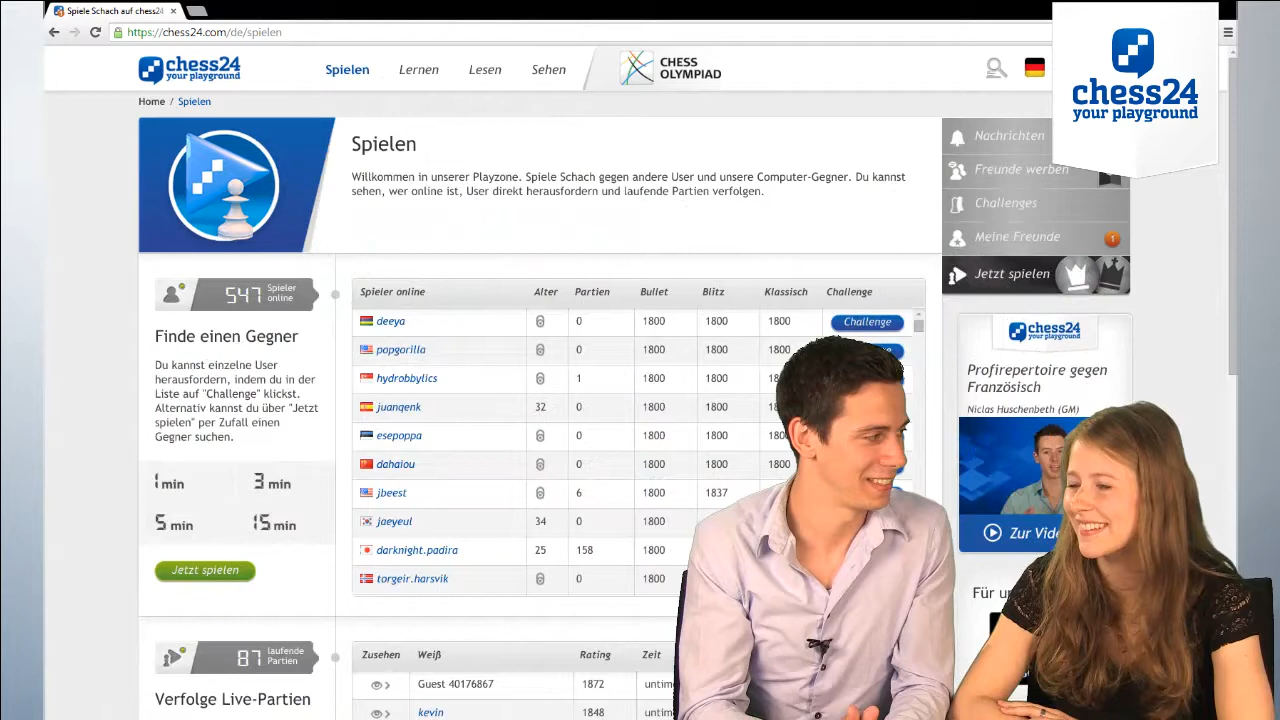 Spiele Schach auf chess24
https://chess24.com/de/spielen
chess24
your playground
Spielen
Lernen
Lesen
Sehen
CHESS
OLYMPIAD
chess24
your playground
Home / Spielen
Spielen
Willkommen in unserer Playzone. Spiele Schach gegen andere User und unsere Computer-Gegner. Du kannst
sehen, wer online ist, User direkt herausfordern und laufende Partien verfolgen.
Nachrichten
Freunde werben
Challenges
Meine Freunde 1
Jetzt spielen
547 Spieler online
Finde einen Gegner
Du kannst einzelne User
herausfordern, indem du in der
Liste auf "Challenge" klickst.
Alternativ kannst du über "Jetzt
spielen" per Zufall einen
Gegner suchen.
1 min 3 min
5 min 15 min
Jetzt spielen
Spieler online Alter Partien Bullet Blitz Klassisch Challenge
deeya 0 1800 1800 1800 Challenge
popgorilla 0 1800 1800 1800
hydrobbylics 1 1800 1800
juanqenk 32 0 1800 1800
esepoppa 0 1800 1800 1800
dahaiou 0 1800 1800 1800
jbeest 6 1800 1837
jaeyeul 34 0 1800
darknight.padira 25 158 1800
torgeir.harsvik 0 1800
chess24
your playground
Profirepertoire gegen
Französisch
Niclas Huschenbeth (GM)
Zur
Für
87 laufende Partien
Verfolge Live-Partien
Zusehen Weiß Rating Zeit
Guest 40176867 1872
kevin 1848